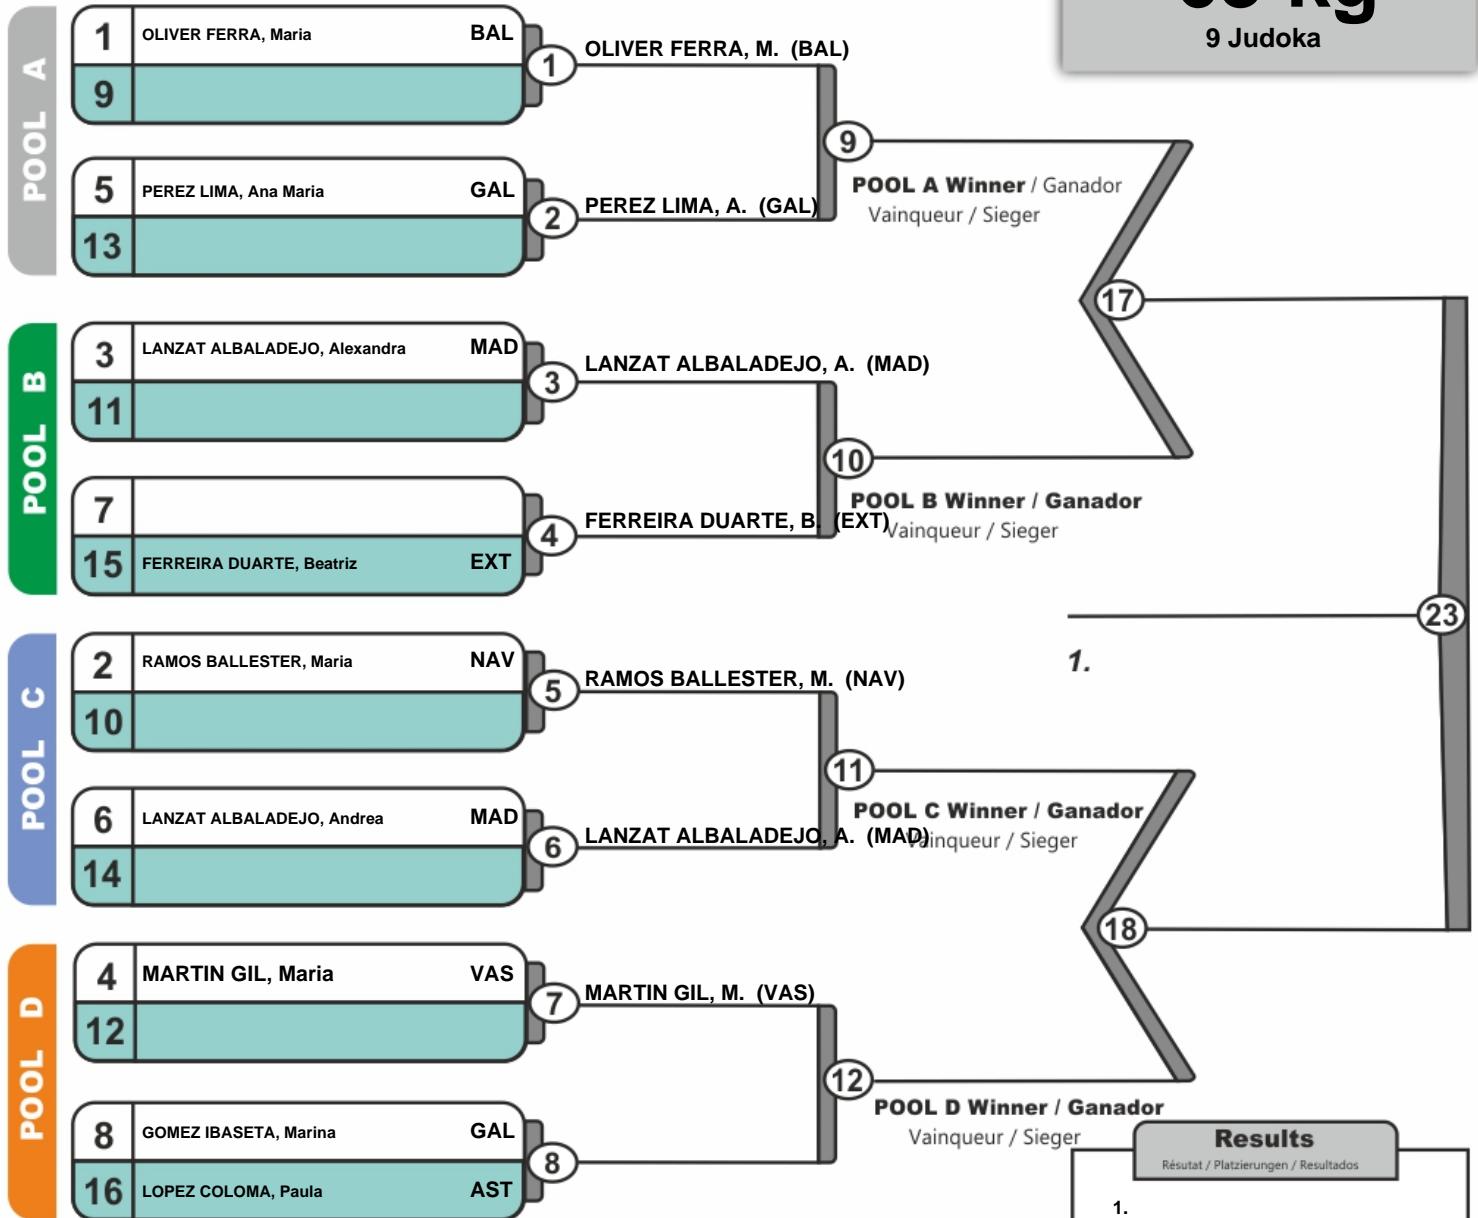 9 Judoka
POOL A
1 OLIVER FERRA, Maria BAL
9
1
OLIVER FERRA, M. (BAL)
5 PEREZ LIMA, Ana Maria GAL
13
2
PEREZ LIMA, A. (GAL)
9
POOL A Winner / Ganador
Vainqueur / Sieger
POOL B
3 LANZAT ALBALADEJO, Alexandra MAD
11
3
LANZAT ALBALADEJO, A. (MAD)
7
15 FERREIRA DUARTE, Beatriz EXT
4
FERREIRA DUARTE, B. (EXT)
10
POOL B Winner / Ganador
Vainqueur / Sieger
17
23
1.
POOL C
2 RAMOS BALLESTER, Maria NAV
10
5
RAMOS BALLESTER, M. (NAV)
6 LANZAT ALBALADEJO, Andrea MAD
14
6
LANZAT ALBALADEJO, A. (MAD)
11
POOL C Winner / Ganador
Vainqueur / Sieger
18
POOL D
4 MARTIN GIL, Maria VAS
12
7
MARTIN GIL, M. (VAS)
8 GOMEZ IBASETA, Marina GAL
16 LOPEZ COLOMA, Paula AST
8
12
POOL D Winner / Ganador
Vainqueur / Sieger
Results
Résutat / Platzierungen / Resultados
1.